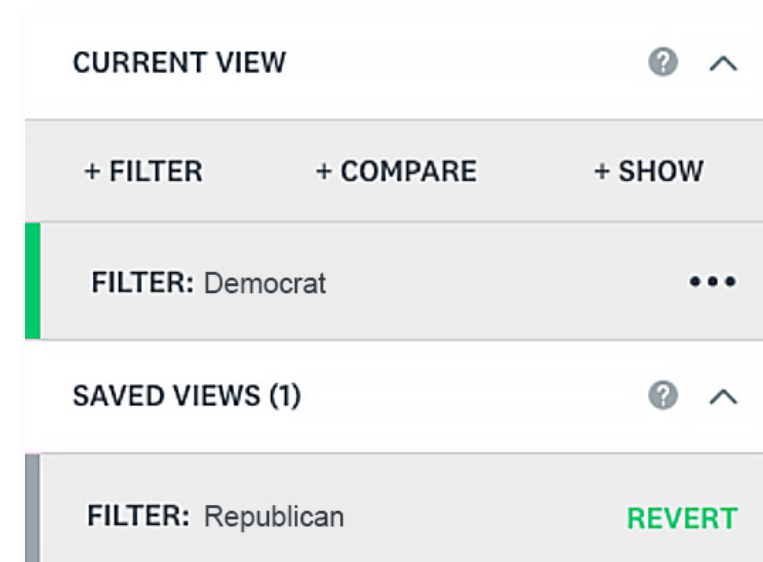 CURRENT VIEW
+ FILTER + COMPARE + SHOW
FILTER: Democrat
SAVED VIEWS (1)
FILTER: Republican REVERT